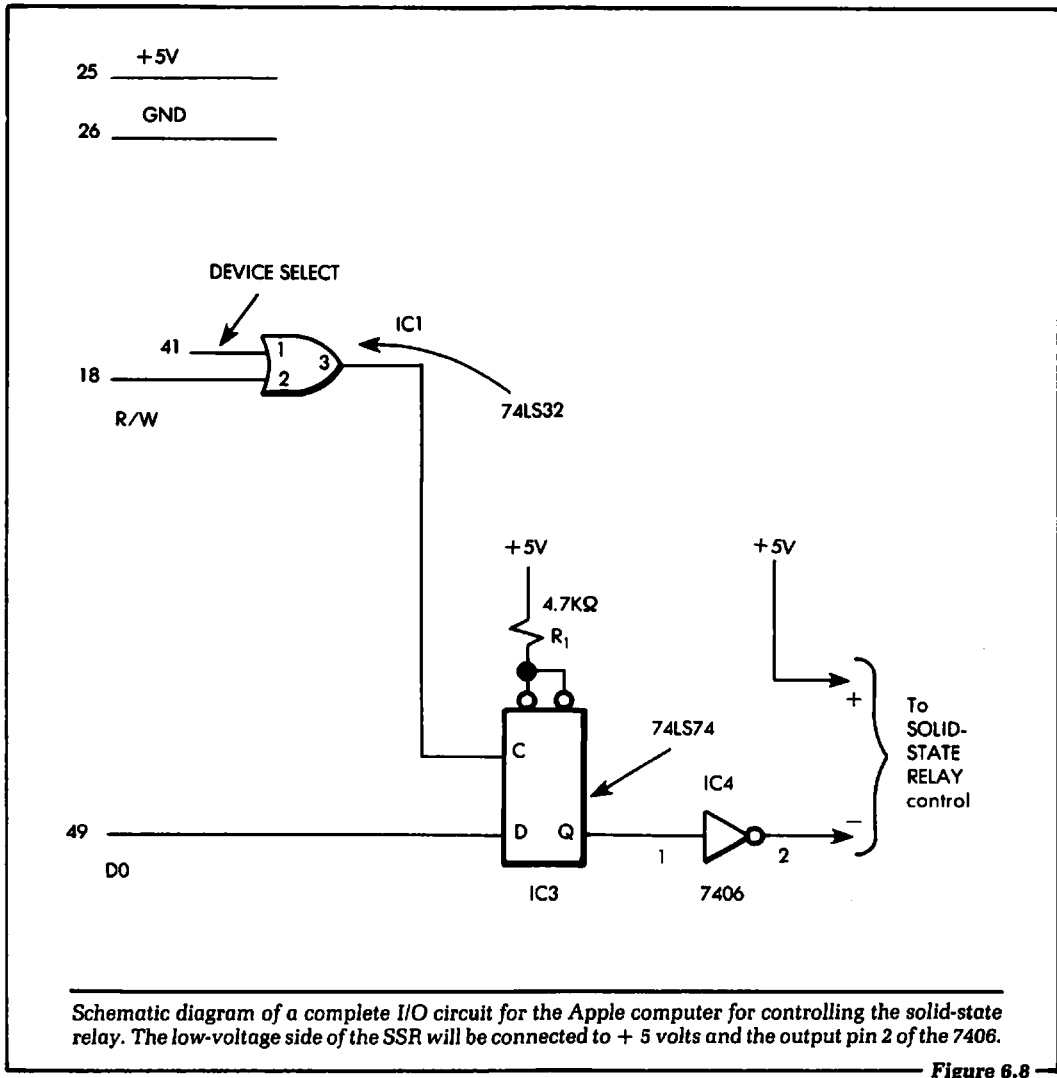 +5V
25
GND
26
DEVICE SELECT
41
1
2
3
IC1
18
R/W
74LS32
+5V
+5V
4.7KΩ
R1
+
To
SOLID-
STATE
RELAY
control
74LS74
C
IC4
49
D
Q
1
2
−
D0
IC3
7406
Schematic diagram of a complete I/O circuit for the Apple computer for controlling the solid-state
relay. The low-voltage side of the SSR will be connected to + 5 volts and the output pin 2 of the 7406.
Figure 6.8